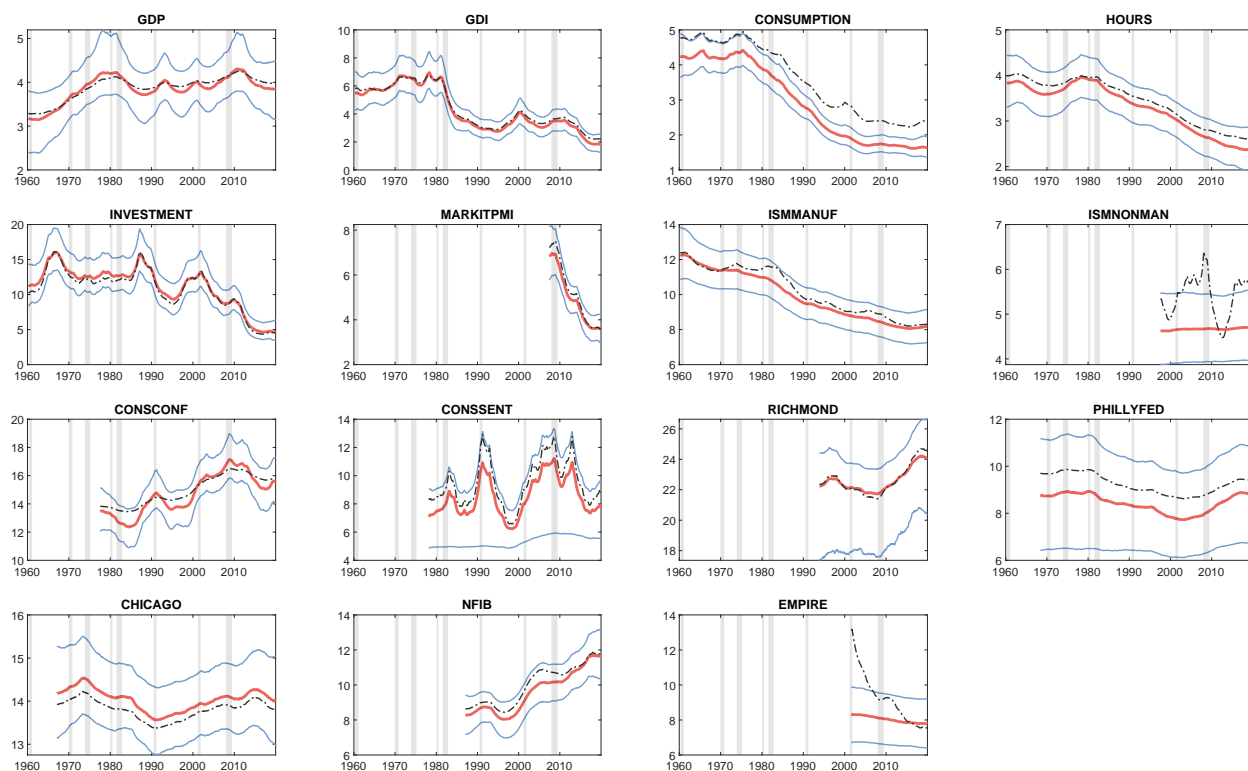 GDP GDI CONSUMPTION HOURS
5 4 3 2
10 8 6 4 2 0
5 4 3 2 1
5 4 3 2
1960 1970 1980 1990 2000 2010 1960 1970 1980 1990 2000 2010 1960 1970 1980 1990 2000 2010 1960 1970 1980 1990 2000 2010
INVESTMENT MARKITPMI ISMMANUF ISMNONMAN
20 15 10 5 0
8 6 4 2
14 12 10 8 6
7 6 5 4
1960 1970 1980 1990 2000 2010 1960 1970 1980 1990 2000 2010 1960 1970 1980 1990 2000 2010 1960 1970 1980 1990 2000 2010
CONSCONF CONSSENT RICHMOND PHILLYFED
20 18 16 14 12 10
14 12 10 8 6 4
26 24 22 20 18
12 10 8 6
1960 1970 1980 1990 2000 2010 1960 1970 1980 1990 2000 2010 1960 1970 1980 1990 2000 2010 1960 1970 1980 1990 2000 2010
CHICAGO NFIB EMPIRE
16 15 14 13
14 12 10 8 6
14 12 10 8 6
1960 1970 1980 1990 2000 2010 1960 1970 1980 1990 2000 2010 1960 1970 1980 1990 2000 2010